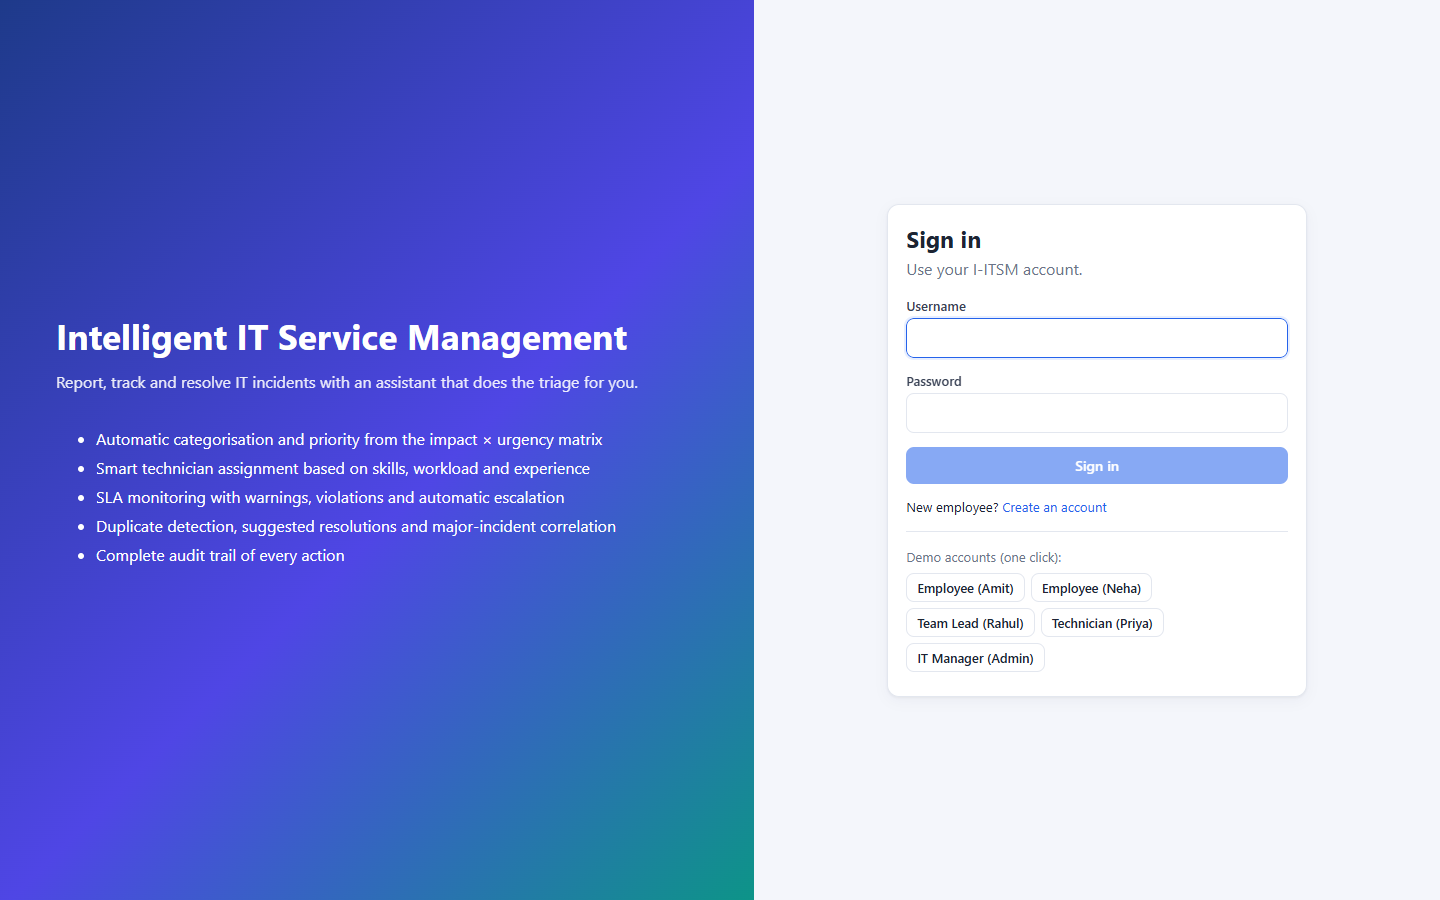 Intelligent IT Service Management
Report, track and resolve IT incidents with an assistant that does the triage for you.
• Automatic categorisation and priority from the impact × urgency matrix
• Smart technician assignment based on skills, workload and experience
• SLA monitoring with warnings, violations and automatic escalation
• Duplicate detection, suggested resolutions and major-incident correlation
• Complete audit trail of every action
Sign in
Use your I-ITSM account.
Username
Password
Sign in
New employee? Create an account
Demo accounts (one click):
Employee (Amit) Employee (Neha)
Team Lead (Rahul) Technician (Priya)
IT Manager (Admin)